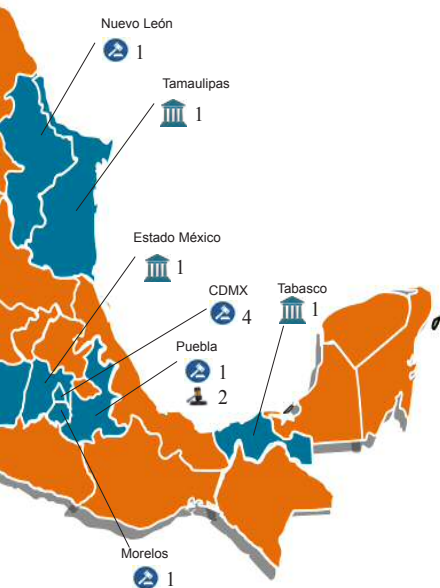 Nuevo León
1
Tamaulipas
1
Estado México
1
CDMX
4
Tabasco
1
Puebla
1
2
Morelos
1